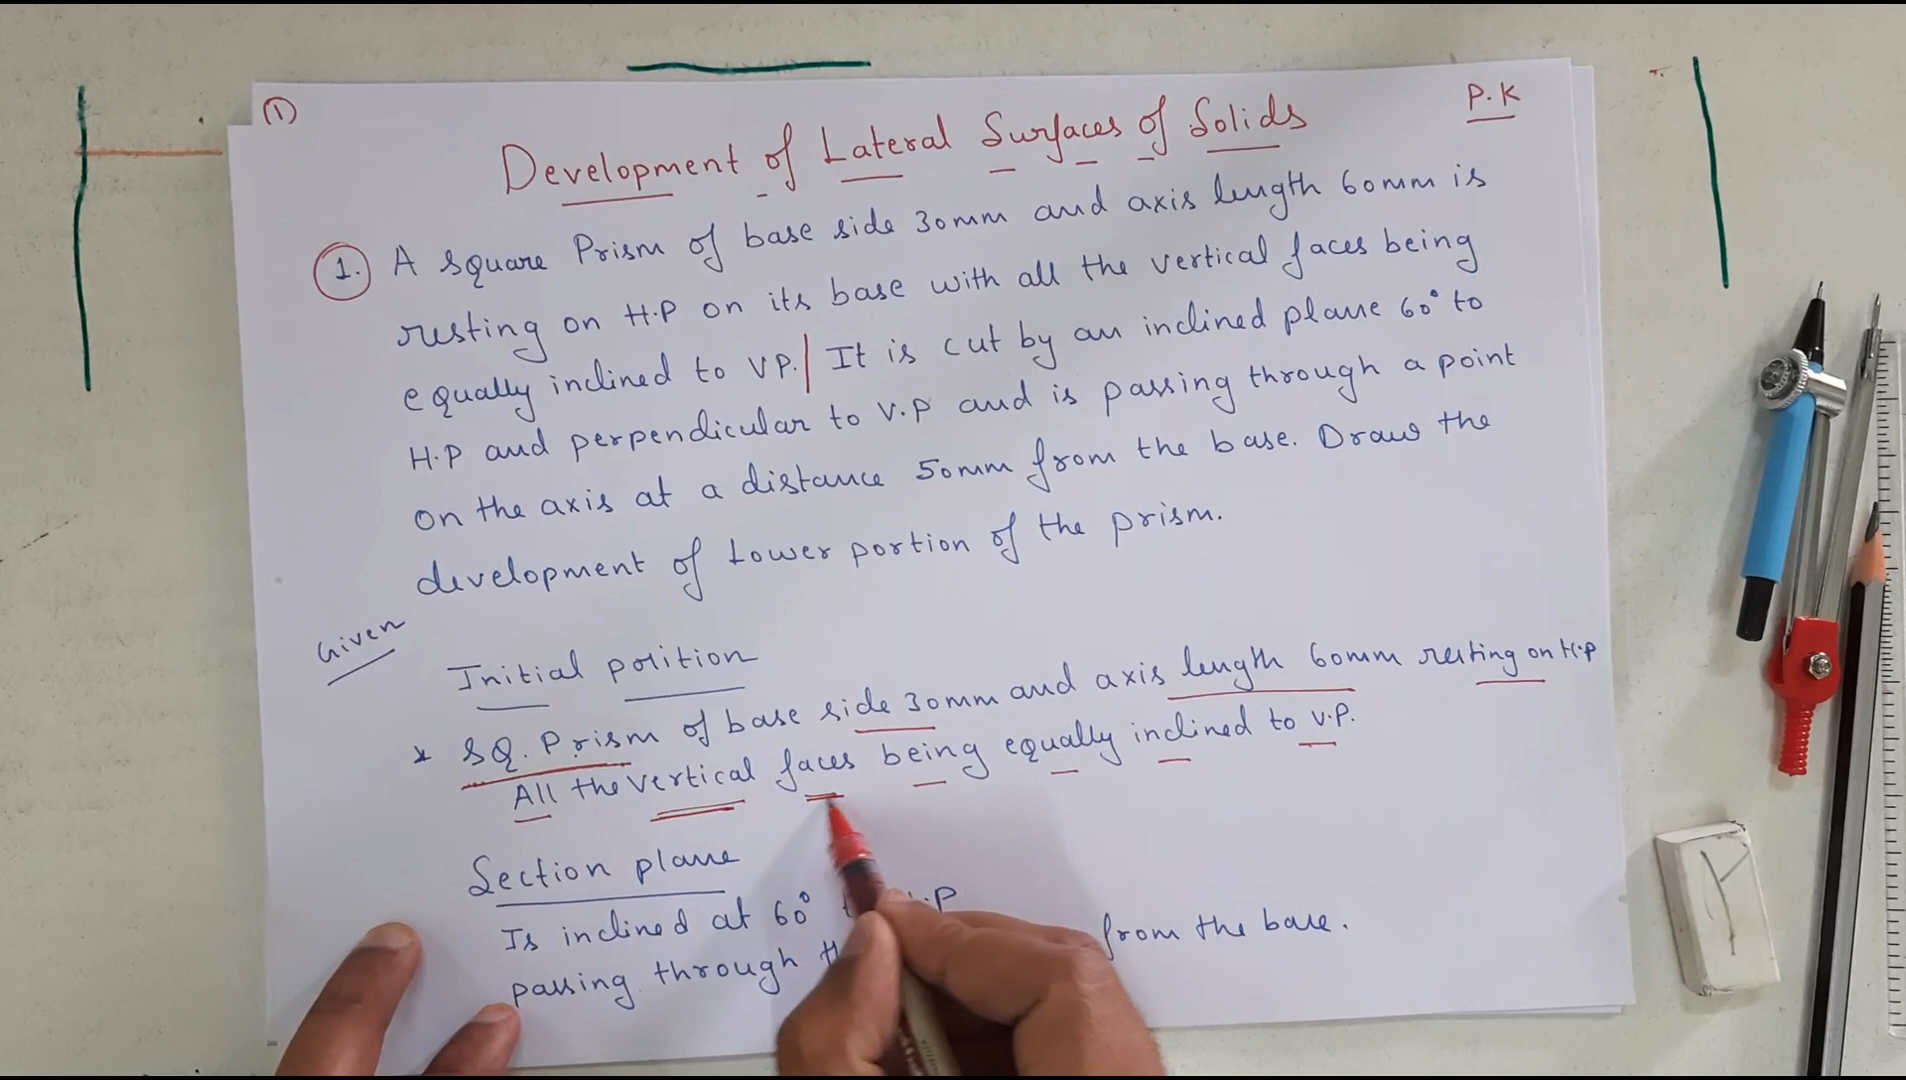 1
Development of Lateral Surfaces of Solids
P.K
1. A square Prism of base side 30mm and axis length 60mm is
resting on H.P on its base with all the vertical faces being
equally inclined to VP. It is cut by an inclined plane 60° to
H.P and perpendicular to V.P and is passing through a point
on the axis at a distance 50mm from the base. Draw the
development of Lower portion of the prism.
Given
Initial position
* SQ. Prism of base side 30mm and axis length 60mm resting on H.P
All the vertical faces being equally inclined to V.P.
Section plane
Is inclined at 60°
passing through from the base.